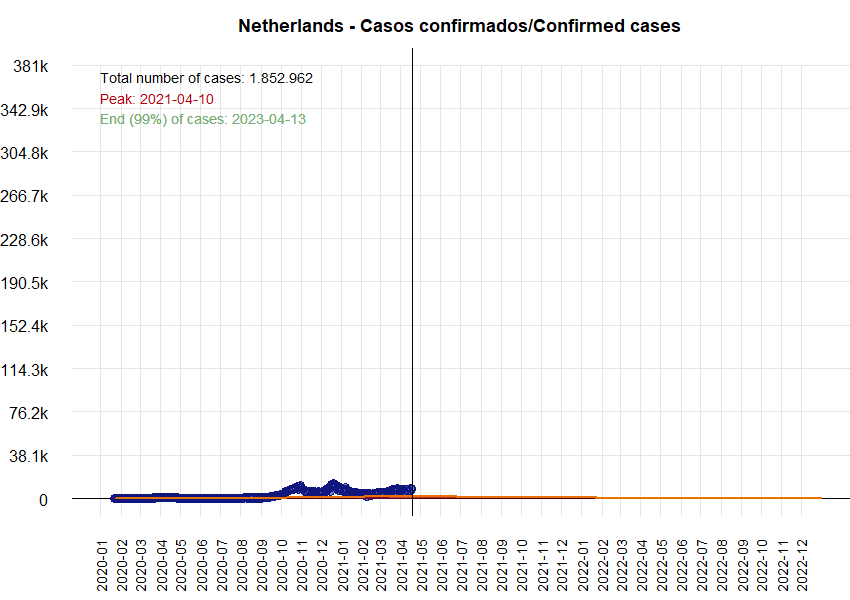 Netherlands - Casos confirmados/Confirmed cases
381k
Total number of cases: 1.852.962
Peak: 2021-04-10
342.9k
End (99%) of cases: 2023-04-13
304.8k
266.7k
228.6k
190.5k
152.4k
114.3k
76.2k
38.1k
0
2020-01
2020-02
2020-03
2020-04
2020-05
2020-06
2020-07
2020-08
2020-09
2020-10
2020-11
2020-12
2021-01
2021-02
2021-03
2021-04
2021-05
2021-06
2021-07
2021-08
2021-09
2021-10
2021-11
2021-12
2022-01
2022-02
2022-03
2022-04
2022-05
2022-06
2022-07
2022-08
2022-09
2022-10
2022-11
2022-12